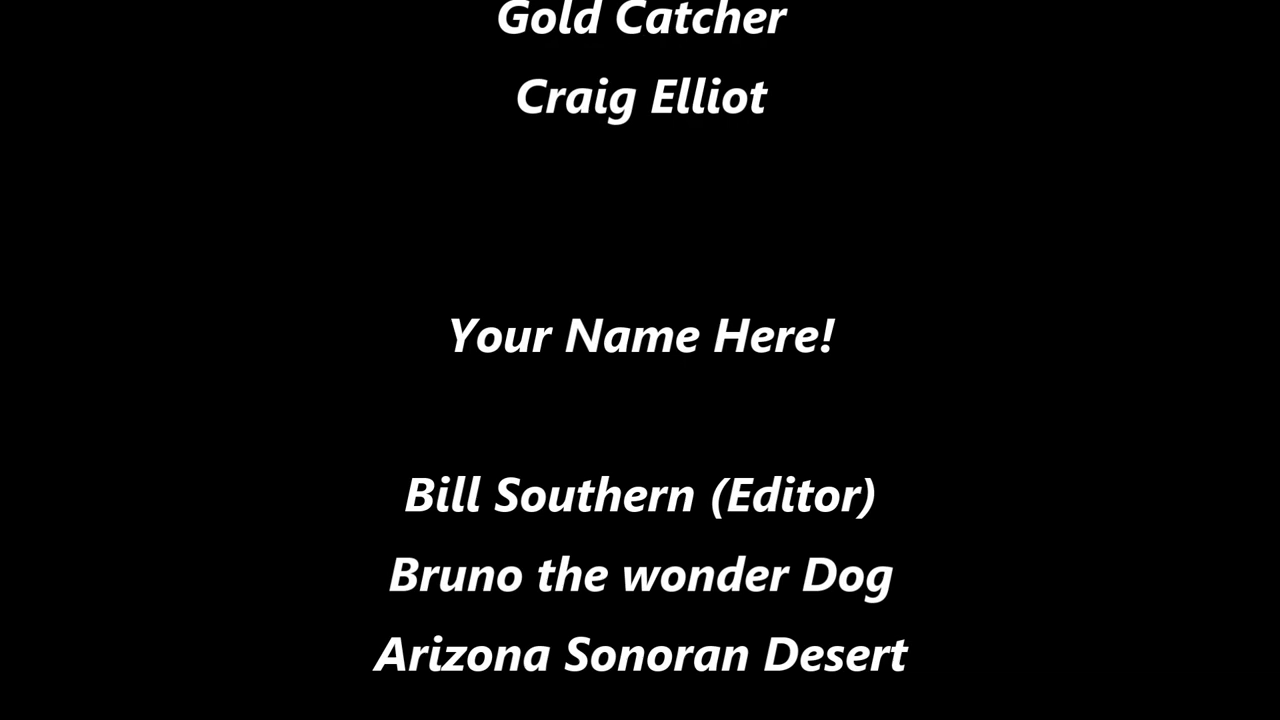 Gold Catcher
Craig Elliot
Your Name Here!
Bill Southern (Editor)
Bruno the wonder Dog
Arizona Sonoran Desert